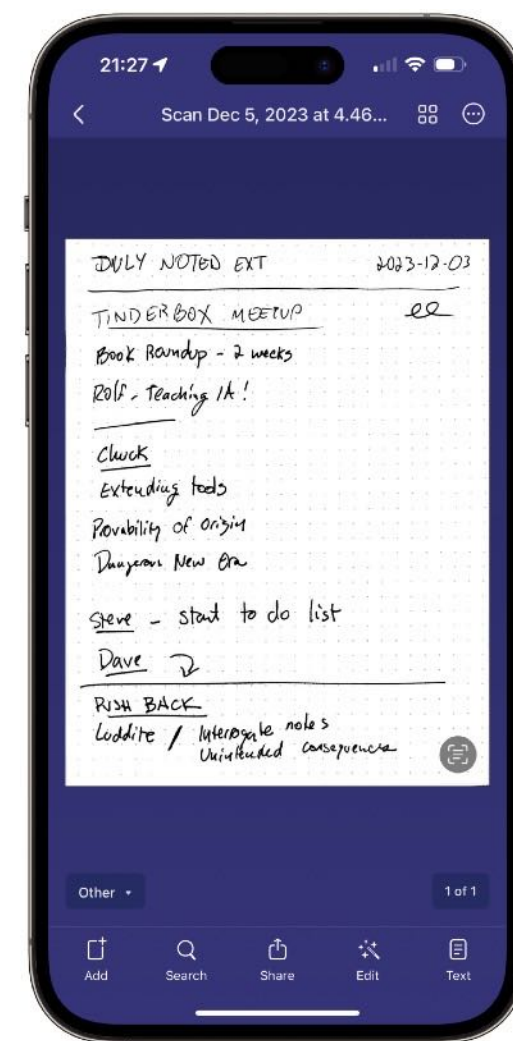 21:27
Scan Dec 5, 2023 at 4.46...
DULY NOTED EXT 2023-12-03
TINDERBOX MEETUP
Book Roundup - 2 weeks
Rolf - Teaching IA!
Chuck
Extending tools
Provability of Origin
Dangerous New Era
Steve - start to do list
Dave
PUSH BACK
Luddite / Interrogate notes
Unintended consequences
Other
1 of 1
Add Search Share Edit Text